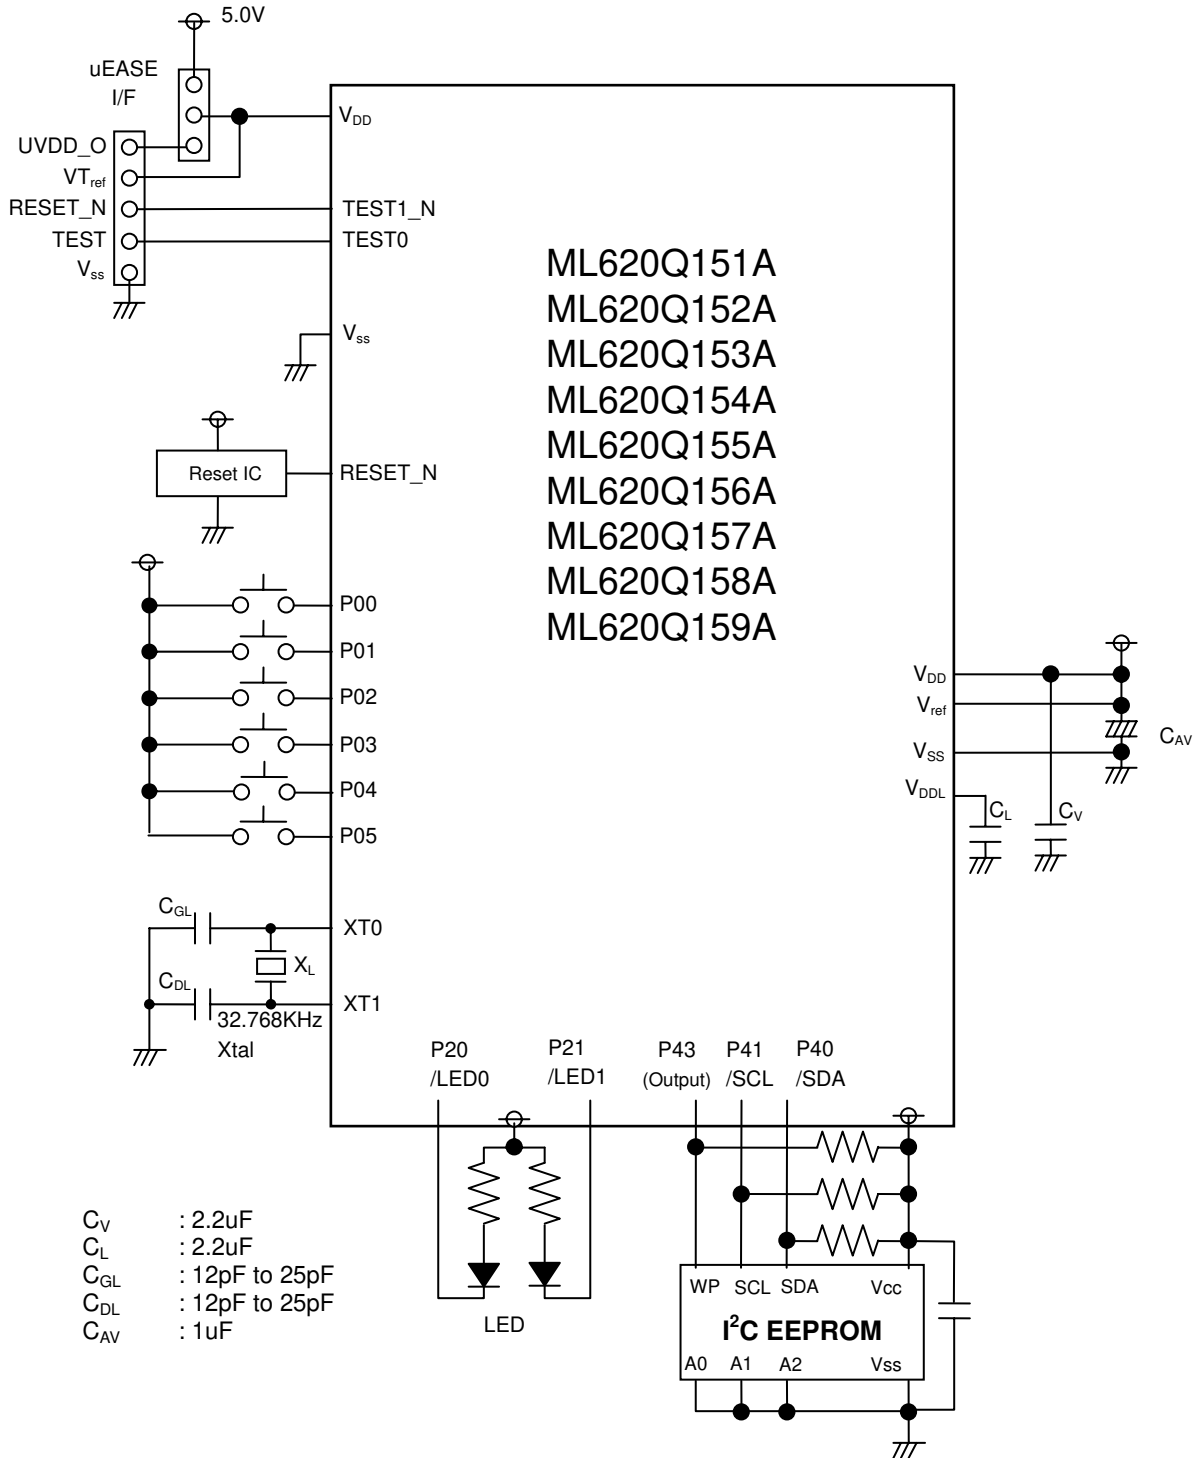 5.0V
uEASE
I/F
UVDD_O
VTref
RESET_N
TEST
Vss
VDD
TEST1_N
TEST0
Vss
Reset IC
RESET_N
ML620Q151A
ML620Q152A
ML620Q153A
ML620Q154A
ML620Q155A
ML620Q156A
ML620Q157A
ML620Q158A
ML620Q159A
P00
P01
P02
P03
P04
P05
VDD
Vref
VSS
VDDL
CAV
CL
CV
CGL
XT0
XL
CDL
XT1
32.768KHz
Xtal
P20
/LED0
P21
/LED1
P43
(Output)
P41
/SCL
P40
/SDA
LED
WP SCL SDA Vcc
I²C EEPROM
A0 A1 A2 Vss
CV : 2.2uF
CL : 2.2uF
CGL : 12pF to 25pF
CDL : 12pF to 25pF
CAV : 1uF